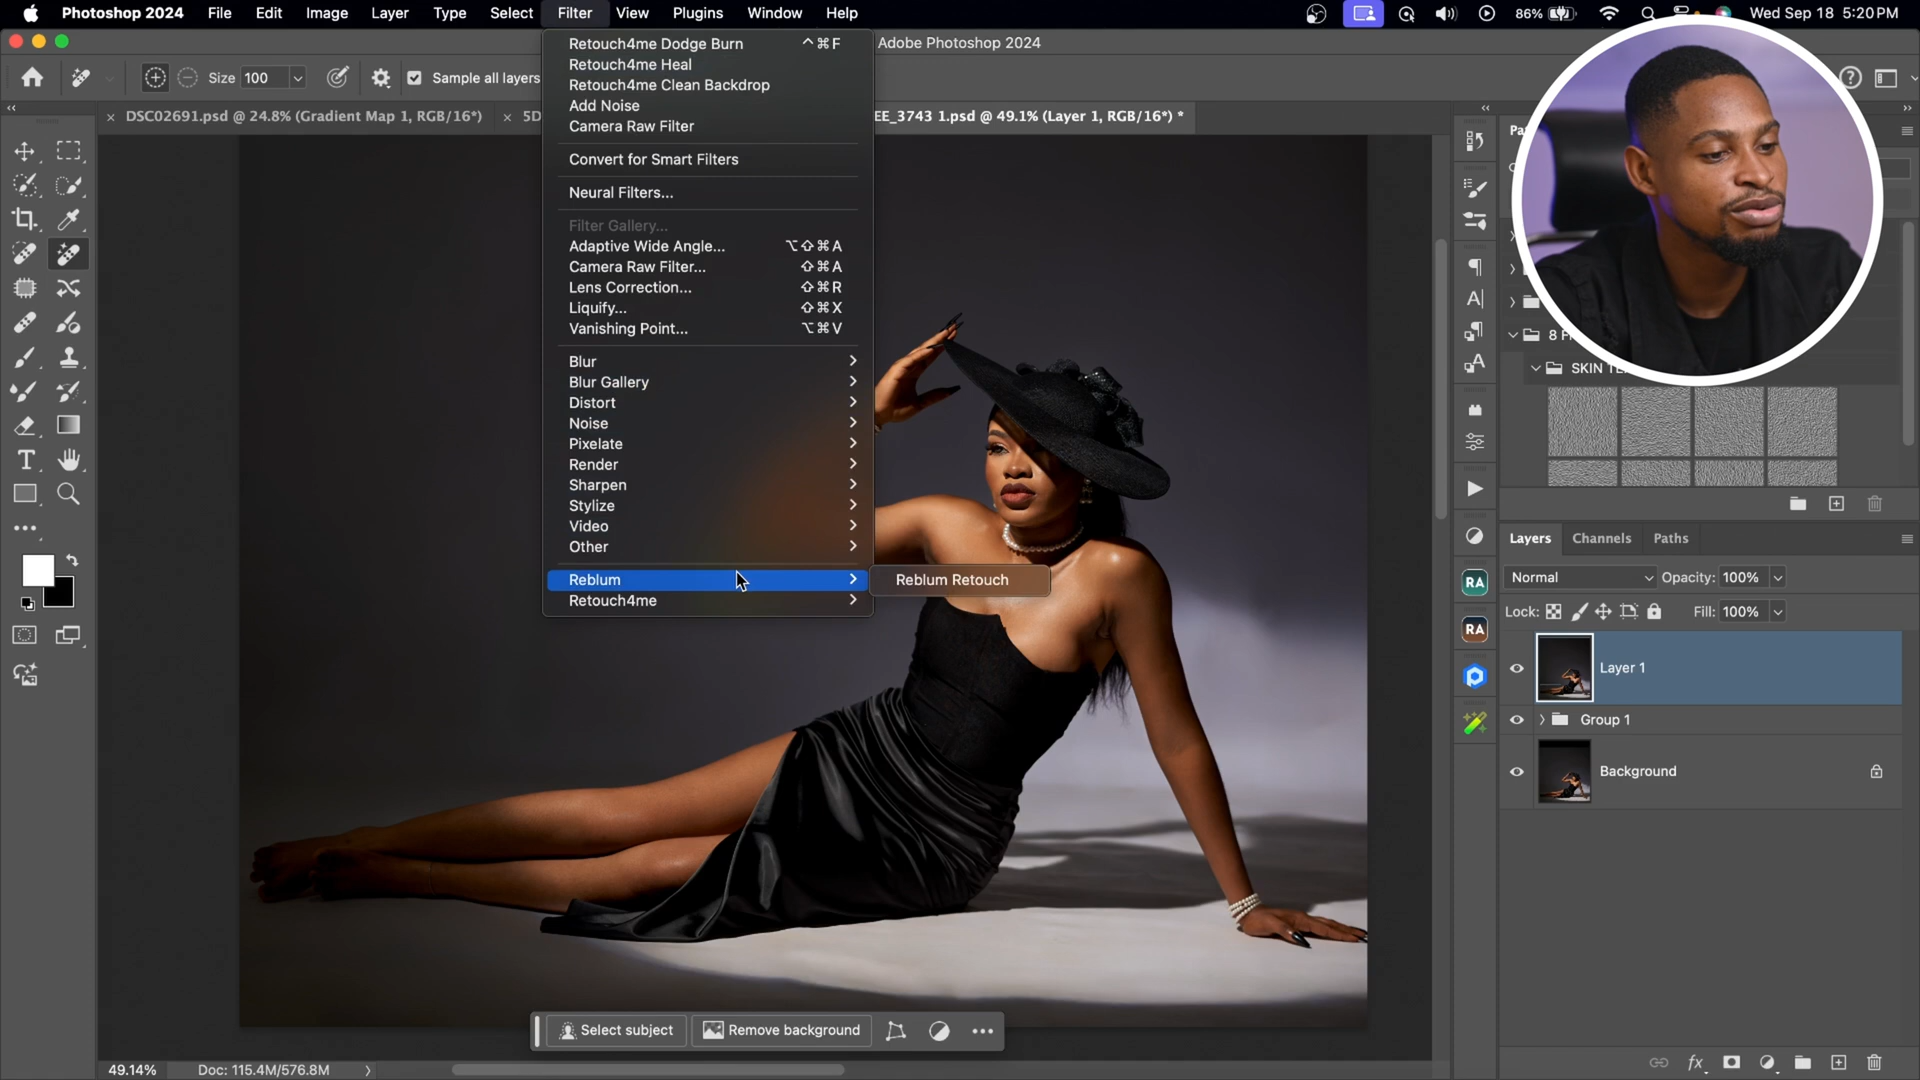 Photoshop 2024 File Edit Image Layer Type Select Filter View Plugins Window Help 86% Wed Sep 18 5:20 PM
Adobe Photoshop 2024
Size 100 Sample all layers
DSC02691.psd @ 24.8% (Gradient Map 1, RGB/16*) 5D EE_3743 1.psd @ 49.1% (Layer 1, RGB/16*) *
Retouch4me Dodge Burn ⌃⌘F
Retouch4me Heal
Retouch4me Clean Backdrop
Add Noise
Camera Raw Filter
Convert for Smart Filters
Neural Filters...
Filter Gallery...
Adaptive Wide Angle... ⌥⇧⌘A
Camera Raw Filter... ⇧⌘A
Lens Correction... ⇧⌘R
Liquify... ⇧⌘X
Vanishing Point... ⌥⌘V
Blur
Blur Gallery
Distort
Noise
Pixelate
Render
Sharpen
Stylize
Video
Other
Reblum
Reblum Retouch
Retouch4me
SKIN TE
Layers Channels Paths
Normal Opacity: 100%
Lock: Fill: 100%
RA
RA
Layer 1
Group 1
Background
Select subject Remove background
49.14% Doc: 115.4M/576.8M
fx